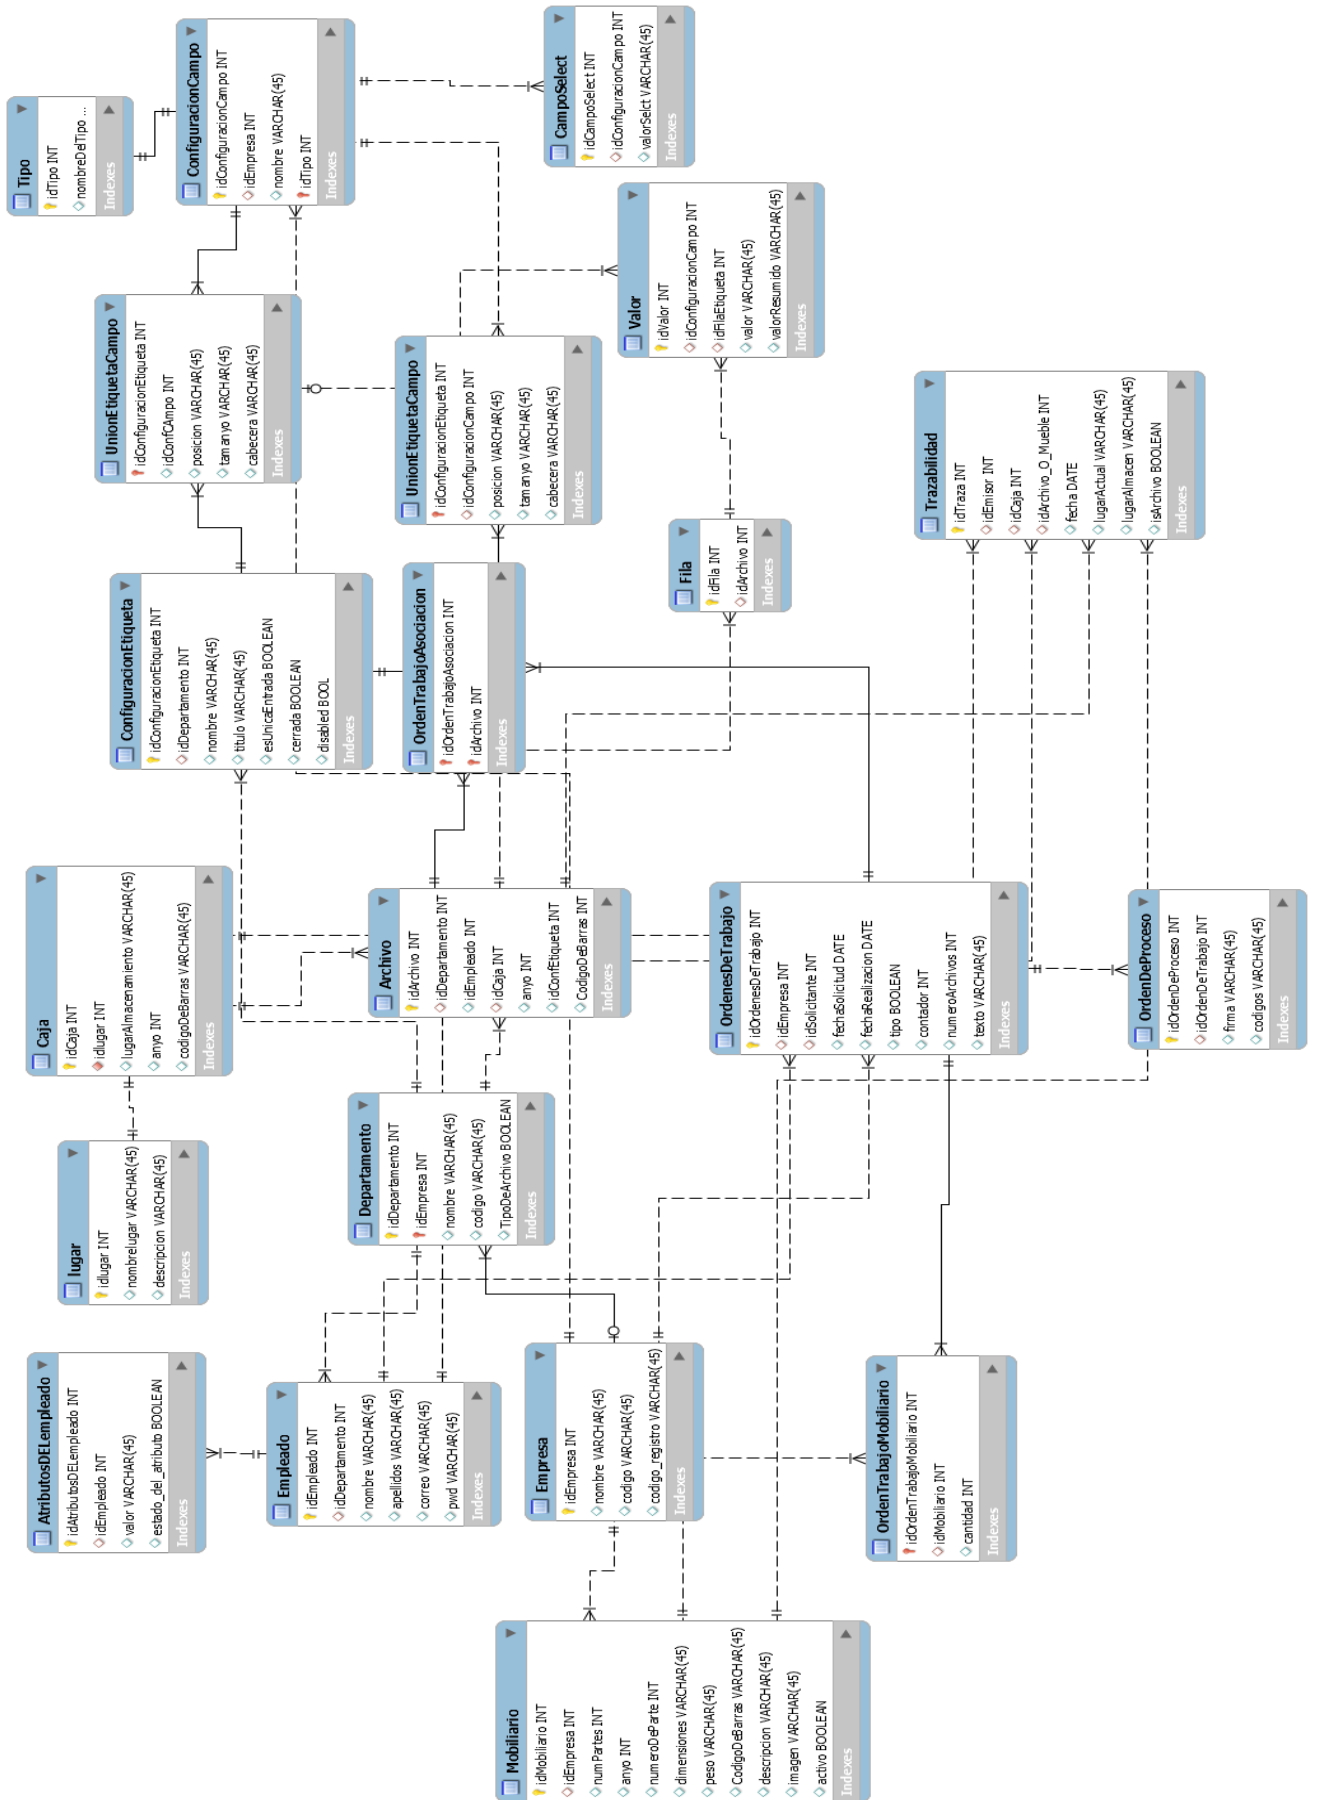 Mobiliario
idMobiliario INT
idEmpresa INT
numPartes INT
anyo INT
numeroDeParte INT
dimensiones VARCHAR(45)
peso VARCHAR(45)
CodigoDeBarras VARCHAR(45)
descripcion VARCHAR(45)
imagen VARCHAR(45)
activo BOOLEAN
AtributosDELempleado
idAtributosDELempleado INT
idEmpleado INT
valor VARCHAR(45)
estado_del_atributo BOOLEAN
Indexes
Empleado
idEmpleado INT
idDepartamento INT
nombre VARCHAR(45)
apellidos VARCHAR(45)
correo VARCHAR(45)
pwd VARCHAR(45)
Indexes
Empresa
idEmpresa INT
nombre VARCHAR(45)
codigo VARCHAR(45)
codigo_registro VARCHAR(45)
Indexes
OrdenTrabajoMobiliario
idOrdenTrabajoMobiliario INT
idMobiliario INT
cantidad INT
Indexes
lugar
idlugar INT
nombrelugar VARCHAR(45)
descripcion VARCHAR(45)
Indexes
Departamento
idDepartamento INT
idEmpresa INT
nombre VARCHAR(45)
codigo VARCHAR(45)
TipoDeArchivo BOOLEAN
Indexes
Caja
idCaja INT
idlugar INT
lugarAlmacenamiento VARCHAR(45)
anyo INT
codigoDeBarras VARCHAR(45)
Indexes
Archivo
idArchivo INT
idDepartamento INT
idEmpleado INT
idCaja INT
anyo INT
idConfEtiqueta INT
CodigoDeBarras INT
Indexes
OrdenesDeTrabajo
idOrdenesDeTrabajo INT
idEmpresa INT
idSolicitante INT
fechaSolicitud DATE
fechaRealizacion DATE
tipo BOOLEAN
contador INT
numeroArchivos INT
texto VARCHAR(45)
Indexes
OrdenDeProceso
idOrdenDeProceso INT
idOrdenDeTrabajo INT
firma VARCHAR(45)
codigos VARCHAR(45)
Indexes
ConfiguracionEtiqueta
idConfiguracionEtiqueta INT
idDepartamento INT
nombre VARCHAR(45)
titulo VARCHAR(45)
esUnicaEntrada BOOLEAN
cerrada BOOLEAN
disabled BOOL
Indexes
OrdenTrabajoAsociacion
idOrdenTrabajoAsociacion INT
idArchivo INT
Indexes
Fila
idFila INT
idArchivo INT
Indexes
Trazabilidad
idTraza INT
idEmisor INT
idCaja INT
idArchivo_O_Mueble INT
fecha DATE
lugarActual VARCHAR(45)
lugarAlmacen VARCHAR(45)
isArchivo BOOLEAN
Indexes
UnionEtiquetaCampo
idConfiguracionEtiqueta INT
idConfCAmpo INT
posicion VARCHAR(45)
tamanyo VARCHAR(45)
cabecera VARCHAR(45)
Indexes
UnionEtiquetaCampo
idConfiguracionEtiqueta INT
idConfiguracionCampo INT
posicion VARCHAR(45)
tamanyo VARCHAR(45)
cabecera VARCHAR(45)
Indexes
Valor
idValor INT
idConfiguracionCampo INT
idFilaEtiqueta INT
valor VARCHAR(45)
valorResumido VARCHAR(45)
Indexes
Tipo
idTipo INT
nombreDelTipo ...
Indexes
ConfiguracionCampo
idConfiguracionCampo INT
idEmpresa INT
nombre VARCHAR(45)
idTipo INT
Indexes
CampoSelect
idCampoSelect INT
idConfiguracionCampo INT
valorSelct VARCHAR(45)
Indexes